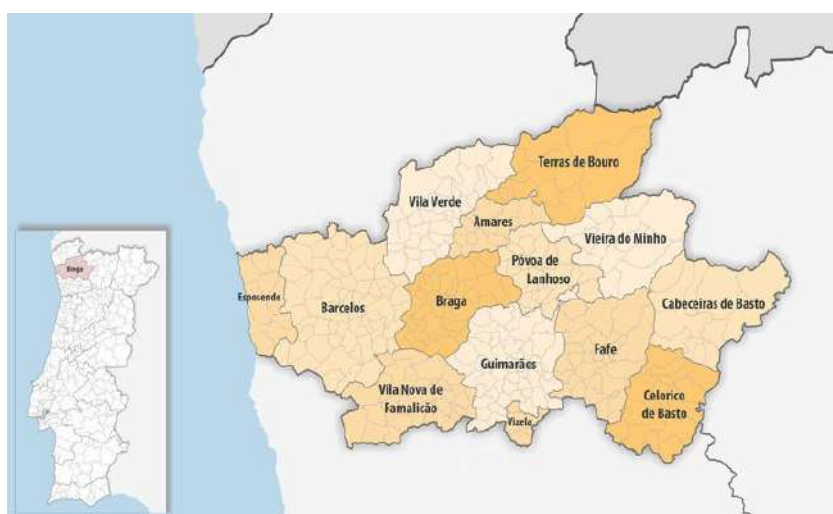 Terras de Bouro
Vila Verde
Amares
Vieira do Minho
Póvoa de
Lanhoso
Braga
Esposende
Barcelos
Braga
Cabeceiras de Basto
Guimarães
Fafe
Vila Nova de
Famalicão
Celorico
de Basto
Vizela